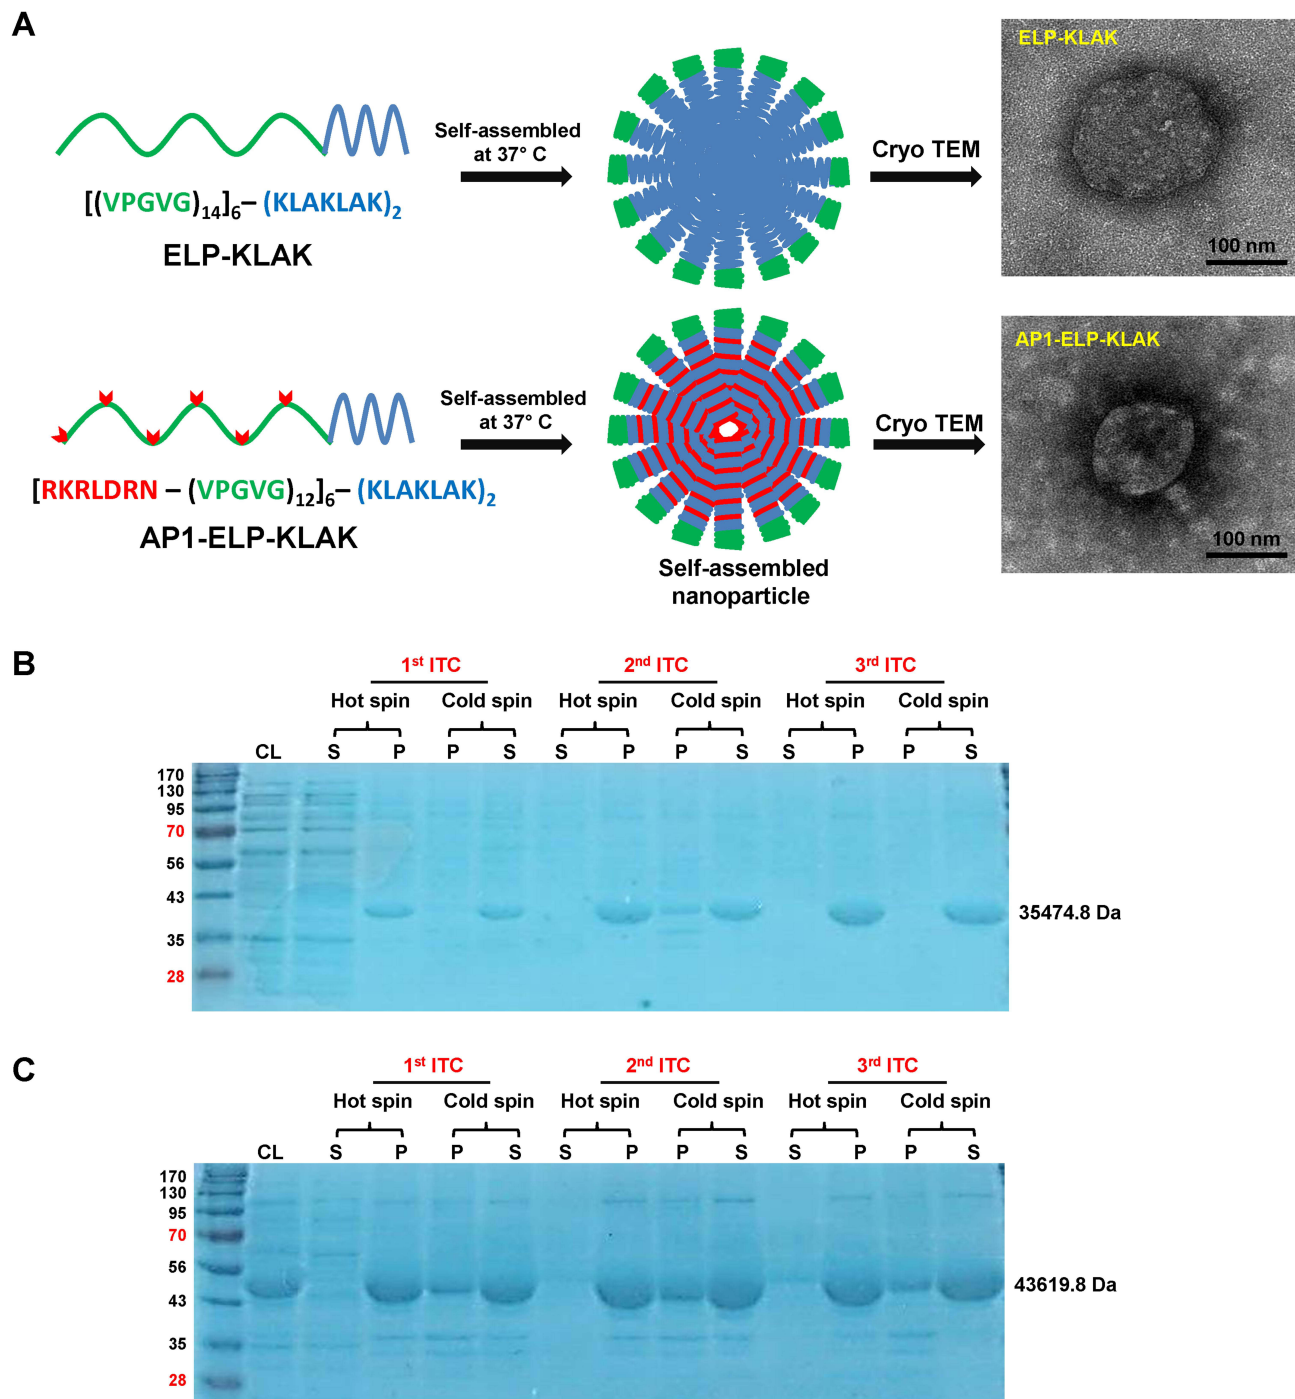 A
ELP-KLAK
Self-assembled
at 37° C
Cryo TEM
[(VPGVG)14]6– (KLAKLAK)2
ELP-KLAK
100 nm
AP1-ELP-KLAK
Self-assembled
at 37° C
Cryo TEM
[RKRLDRN – (VPGVG)12]6– (KLAKLAK)2
AP1-ELP-KLAK
100 nm
Self-assembled
nanoparticle
B
1st ITC 2nd ITC 3rd ITC
Hot spin Cold spin Hot spin Cold spin Hot spin Cold spin
CL S P P S S P P S S P P S
170
130
95
70
56
43
35
28
35474.8 Da
C
1st ITC 2nd ITC 3rd ITC
Hot spin Cold spin Hot spin Cold spin Hot spin Cold spin
CL S P P S S P P S S P P S
170
130
95
70
56
43
35
28
43619.8 Da